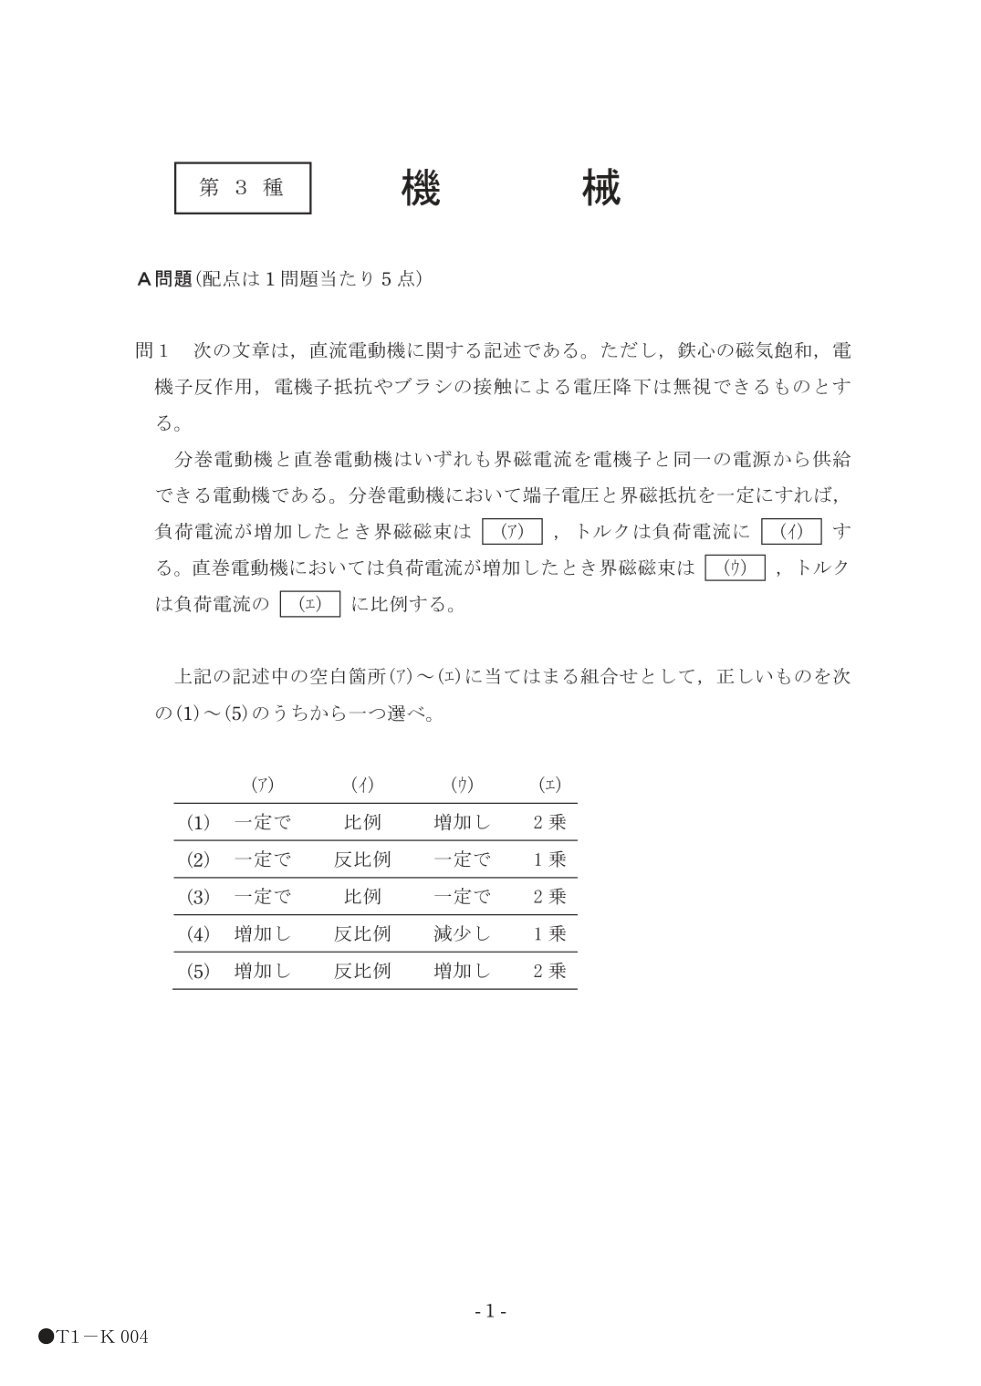 第 3 種
機 械
A問題(配点は1問題当たり5点)
問1 次の文章は，直流電動機に関する記述である。ただし，鉄心の磁気飽和，電
機子反作用，電機子抵抗やブラシの接触による電圧降下は無視できるものとす
る。
分巻電動機と直巻電動機はいずれも界磁電流を電機子と同一の電源から供給
できる電動機である。分巻電動機において端子電圧と界磁抵抗を一定にすれば，
負荷電流が増加したとき界磁磁束は (ア) ，トルクは負荷電流に (イ) す
る。直巻電動機においては負荷電流が増加したとき界磁磁束は (ウ) ，トルク
は負荷電流の (エ) に比例する。
上記の記述中の空白箇所(ア)～(エ)に当てはまる組合せとして，正しいものを次
の(1)～(5)のうちから一つ選べ。
(ア) (イ) (ウ) (エ)
(1) 一定で 比例 増加し 2乗
(2) 一定で 反比例 一定で 1乗
(3) 一定で 比例 一定で 2乗
(4) 増加し 反比例 減少し 1乗
(5) 増加し 反比例 増加し 2乗
- 1 -
●T1－K 004